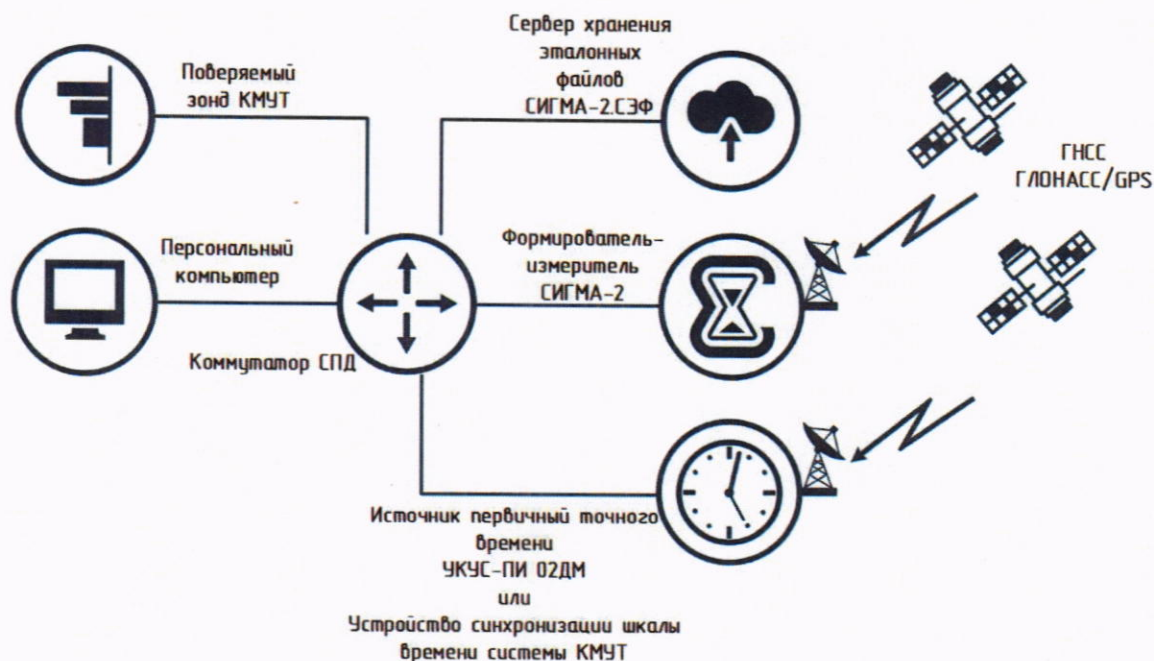 Сервер хранения
эталонных
файлов
СИГМА-2.СЭФ
Поверяемый
зонд КМУТ
ГНСС
ГЛОНАСС/GPS
Персональный
компьютер
Формирователь-
измеритель
СИГМА-2
Коммутатор СПД
Источник первичный точного
времени
УКУС-ПИ 02ДМ
или
Устройство синхронизации шкалы
времени системы КМУТ